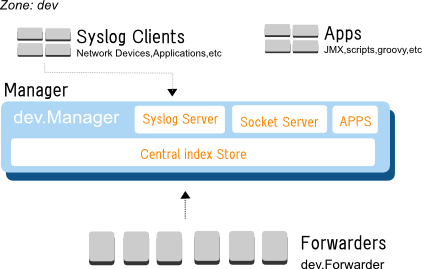 Zone: dev
Syslog Clients
Network Devices,Applications,etc
Apps
JMX,scripts,groovy,etc
Manager
dev.Manager
Syslog Server
Socket Server
APPS
Central index Store
Forwarders
dev.Forwarder